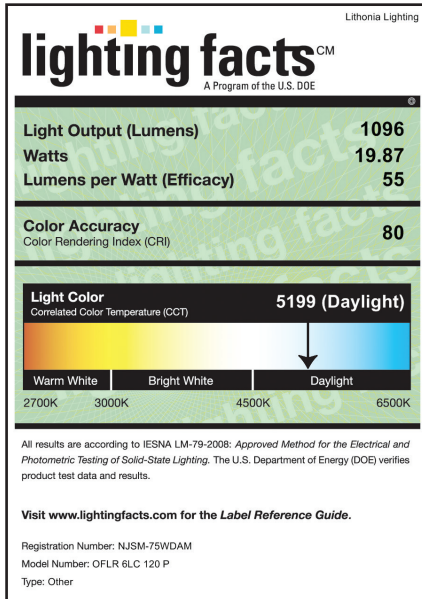 Lithonia Lighting
lighting facts CM
A Program of the U.S. DOE
Light Output (Lumens) 1096
Watts 19.87
Lumens per Watt (Efficacy) 55
Color Accuracy
Color Rendering Index (CRI) 80
Light Color 5199 (Daylight)
Correlated Color Temperature (CCT)
Warm White Bright White Daylight
2700K 3000K 4500K 6500K
All results are according to IESNA LM-79-2008: Approved Method for the Electrical and
Photometric Testing of Solid-State Lighting. The U.S. Department of Energy (DOE) verifies
product test data and results.
Visit www.lightingfacts.com for the Label Reference Guide.
Registration Number: NJSM-75WDAM
Model Number: OFLR 6LC 120 P
Type: Other